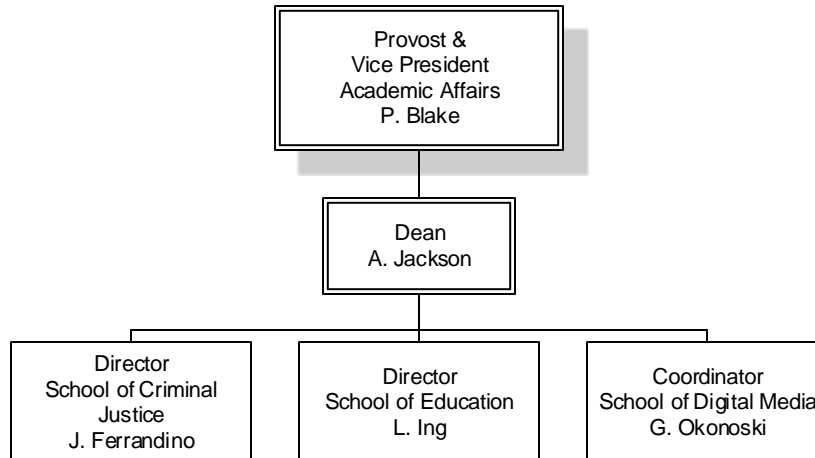 Provost &
Vice President
Academic Affairs
P. Blake
Dean
A. Jackson
Director
School of Criminal
Justice
J. Ferrandino
Director
School of Education
L. Ing
Coordinator
School of Digital Media
G. Okonoski